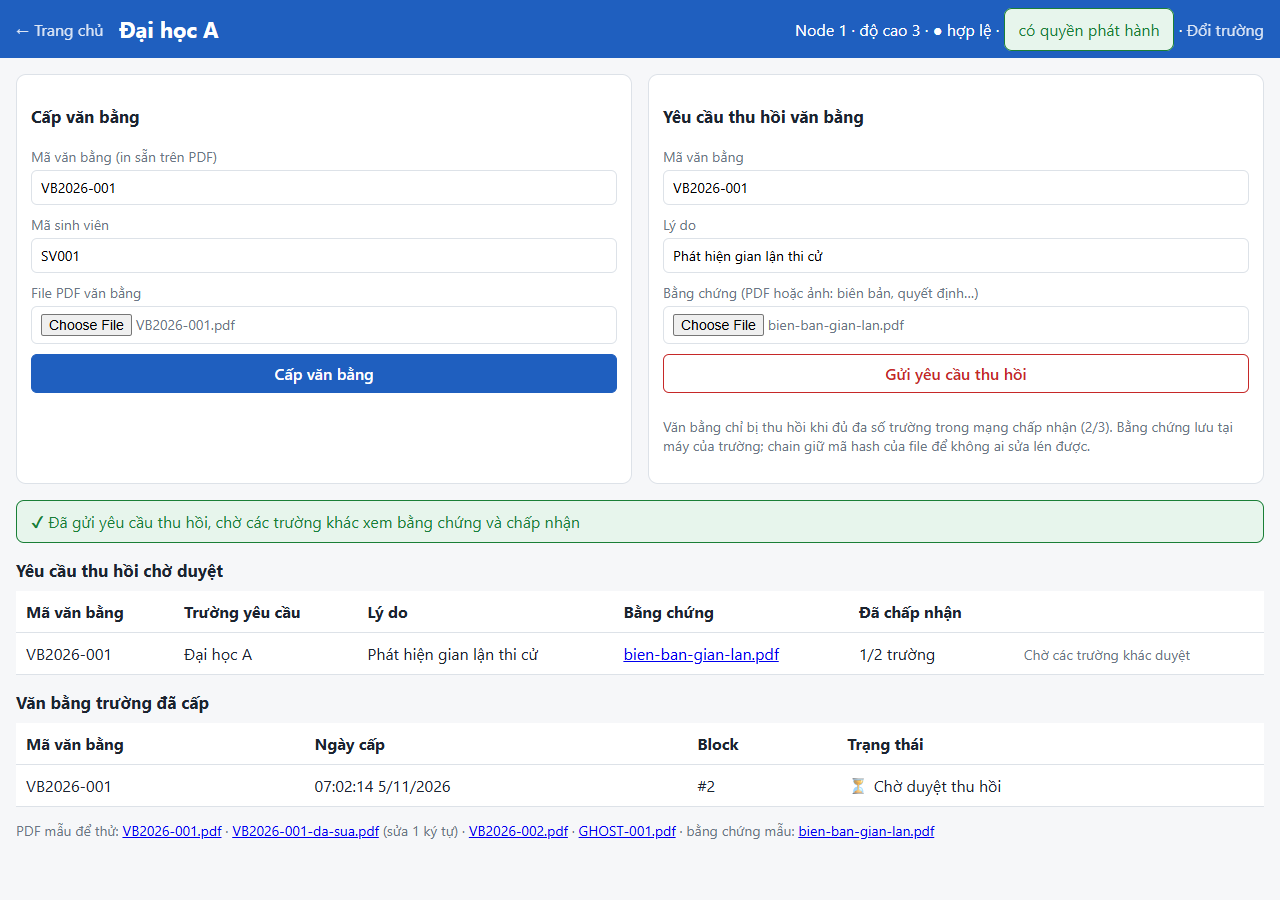 ← Trang chủ Đại học A Node 1 · độ cao 3 · ● hợp lệ · có quyền phát hành · Đổi trường
Cấp văn bằng
Mã văn bằng (in sẵn trên PDF)
VB2026-001
Mã sinh viên
SV001
File PDF văn bằng
Choose File VB2026-001.pdf
Cấp văn bằng
Yêu cầu thu hồi văn bằng
Mã văn bằng
VB2026-001
Lý do
Phát hiện gian lận thi cử
Bằng chứng (PDF hoặc ảnh: biên bản, quyết định...)
Choose File bien-ban-gian-lan.pdf
Gửi yêu cầu thu hồi
Văn bằng chỉ bị thu hồi khi đủ đa số trường trong mạng chấp nhận (2/3). Bằng chứng lưu tại
máy của trường; chain giữ mã hash của file để không ai sửa lén được.
✓ Đã gửi yêu cầu thu hồi, chờ các trường khác xem bằng chứng và chấp nhận
Yêu cầu thu hồi chờ duyệt
Mã văn bằng Trường yêu cầu Lý do Bằng chứng Đã chấp nhận
VB2026-001 Đại học A Phát hiện gian lận thi cử bien-ban-gian-lan.pdf 1/2 trường Chờ các trường khác duyệt
Văn bằng trường đã cấp
Mã văn bằng Ngày cấp Block Trạng thái
VB2026-001 07:02:14 5/11/2026 #2 ⏳ Chờ duyệt thu hồi
PDF mẫu để thử: VB2026-001.pdf · VB2026-001-da-sua.pdf (sửa 1 ký tự) · VB2026-002.pdf · GHOST-001.pdf · bằng chứng mẫu: bien-ban-gian-lan.pdf